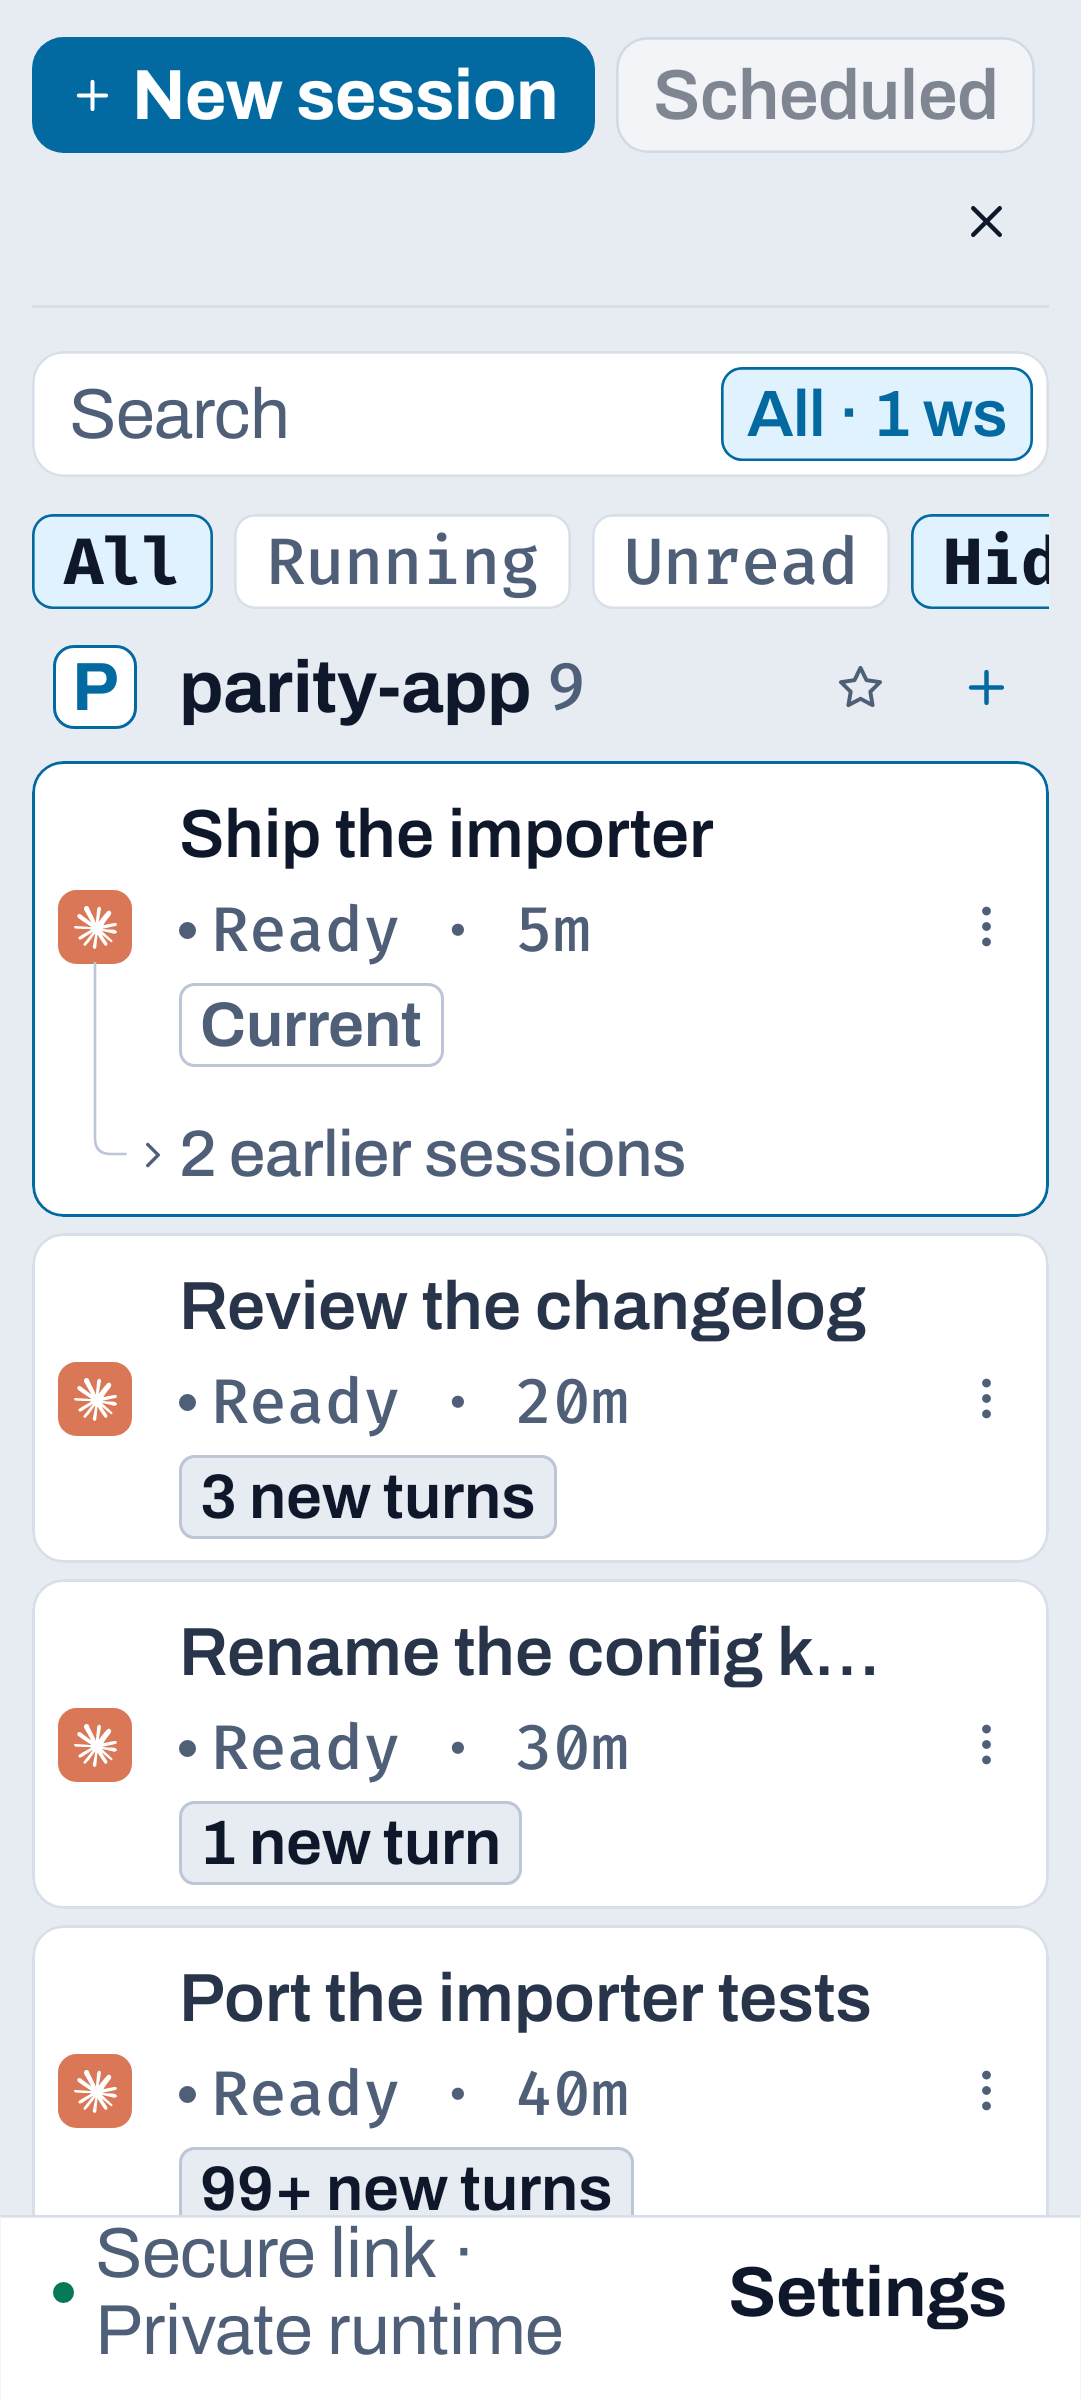 + New session
Scheduled
Search
All · 1 ws
All
Running
Unread
Hid
P
parity-app 9
Ship the importer
• Ready · 5m
Current
2 earlier sessions
Review the changelog
• Ready · 20m
3 new turns
Rename the config k…
• Ready · 30m
1 new turn
Port the importer tests
• Ready · 40m
99+ new turns
Secure link ·
Private runtime
Settings